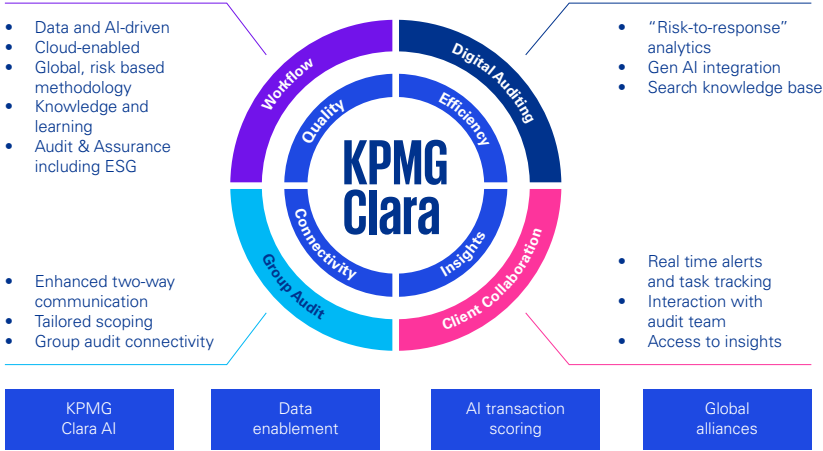 • Data and AI-driven
• Cloud-enabled
• Global, risk based
methodology
• Knowledge and
learning
• Audit & Assurance
including ESG
• “Risk-to-response”
analytics
• Gen AI integration
• Search knowledge base
Workflow
Digital Auditing
Quality
Efficiency
KPMG
Clara
Connectivity
Insights
Group Audit
Client Collaboration
• Enhanced two-way
communication
• Tailored scoping
• Group audit connectivity
• Real time alerts
and task tracking
• Interaction with
audit team
• Access to insights
KPMG
Clara AI
Data
enablement
AI transaction
scoring
Global
alliances